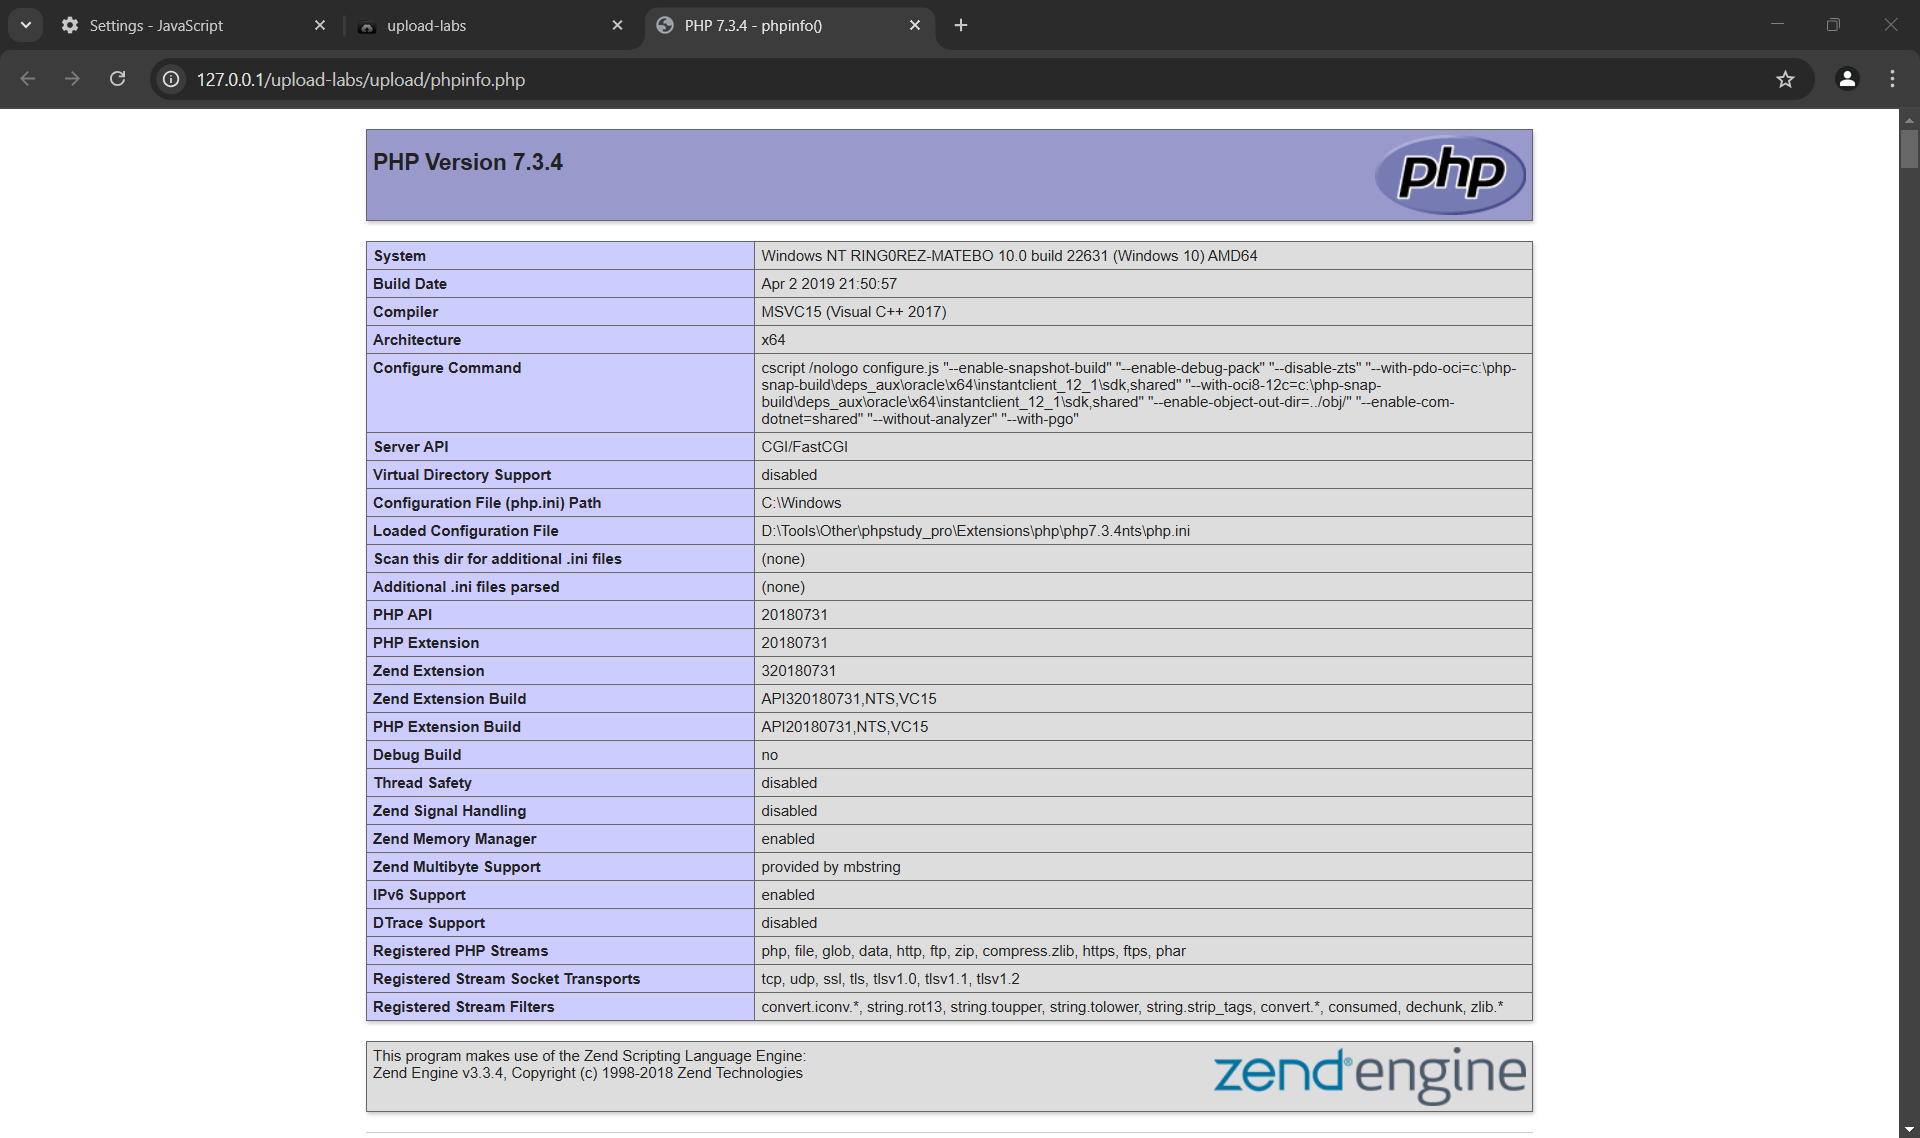 Settings - JavaScript
upload-labs
PHP 7.3.4 - phpinfo()
127.0.0.1/upload-labs/upload/phpinfo.php
PHP Version 7.3.4
php
System Windows NT RING0REZ-MATEBO 10.0 build 22631 (Windows 10) AMD64
Build Date Apr 2 2019 21:50:57
Compiler MSVC15 (Visual C++ 2017)
Architecture x64
Configure Command cscript /nologo configure.js "--enable-snapshot-build" "--enable-debug-pack" "--disable-zts" "--with-pdo-oci=c:\php-
snap-build\deps_aux\oracle\x64\instantclient_12_1\sdk,shared" "--with-oci8-12c=c:\php-snap-
build\deps_aux\oracle\x64\instantclient_12_1\sdk,shared" "--enable-object-out-dir=../obj/" "--enable-com-
dotnet=shared" "--without-analyzer" "--with-pgo"
Server API CGI/FastCGI
Virtual Directory Support disabled
Configuration File (php.ini) Path C:\Windows
Loaded Configuration File D:\Tools\Other\phpstudy_pro\Extensions\php\php7.3.4nts\php.ini
Scan this dir for additional .ini files (none)
Additional .ini files parsed (none)
PHP API 20180731
PHP Extension 20180731
Zend Extension 320180731
Zend Extension Build API320180731,NTS,VC15
PHP Extension Build API20180731,NTS,VC15
Debug Build no
Thread Safety disabled
Zend Signal Handling disabled
Zend Memory Manager enabled
Zend Multibyte Support provided by mbstring
IPv6 Support enabled
DTrace Support disabled
Registered PHP Streams php, file, glob, data, http, ftp, zip, compress.zlib, https, ftps, phar
Registered Stream Socket Transports tcp, udp, ssl, tls, tlsv1.0, tlsv1.1, tlsv1.2
Registered Stream Filters convert.iconv.*, string.rot13, string.toupper, string.tolower, string.strip_tags, convert.*, consumed, dechunk, zlib.*
This program makes use of the Zend Scripting Language Engine:
Zend Engine v3.3.4, Copyright (c) 1998-2018 Zend Technologies
zend® engine